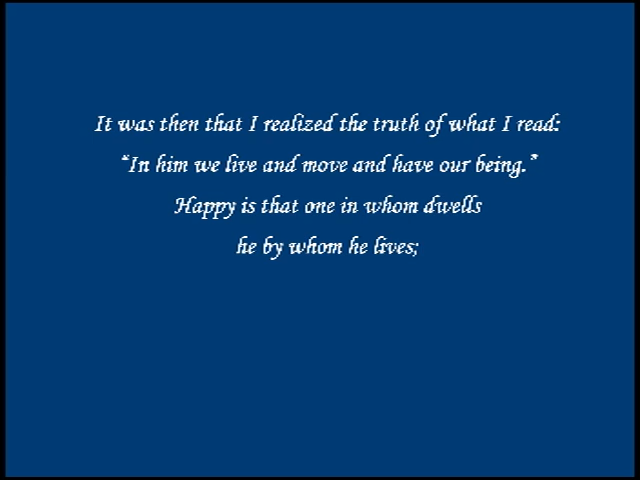 It was then that I realized the truth of what I read:
"In him we live and move and have our being."
Happy is that one in whom dwells
he by whom he lives;